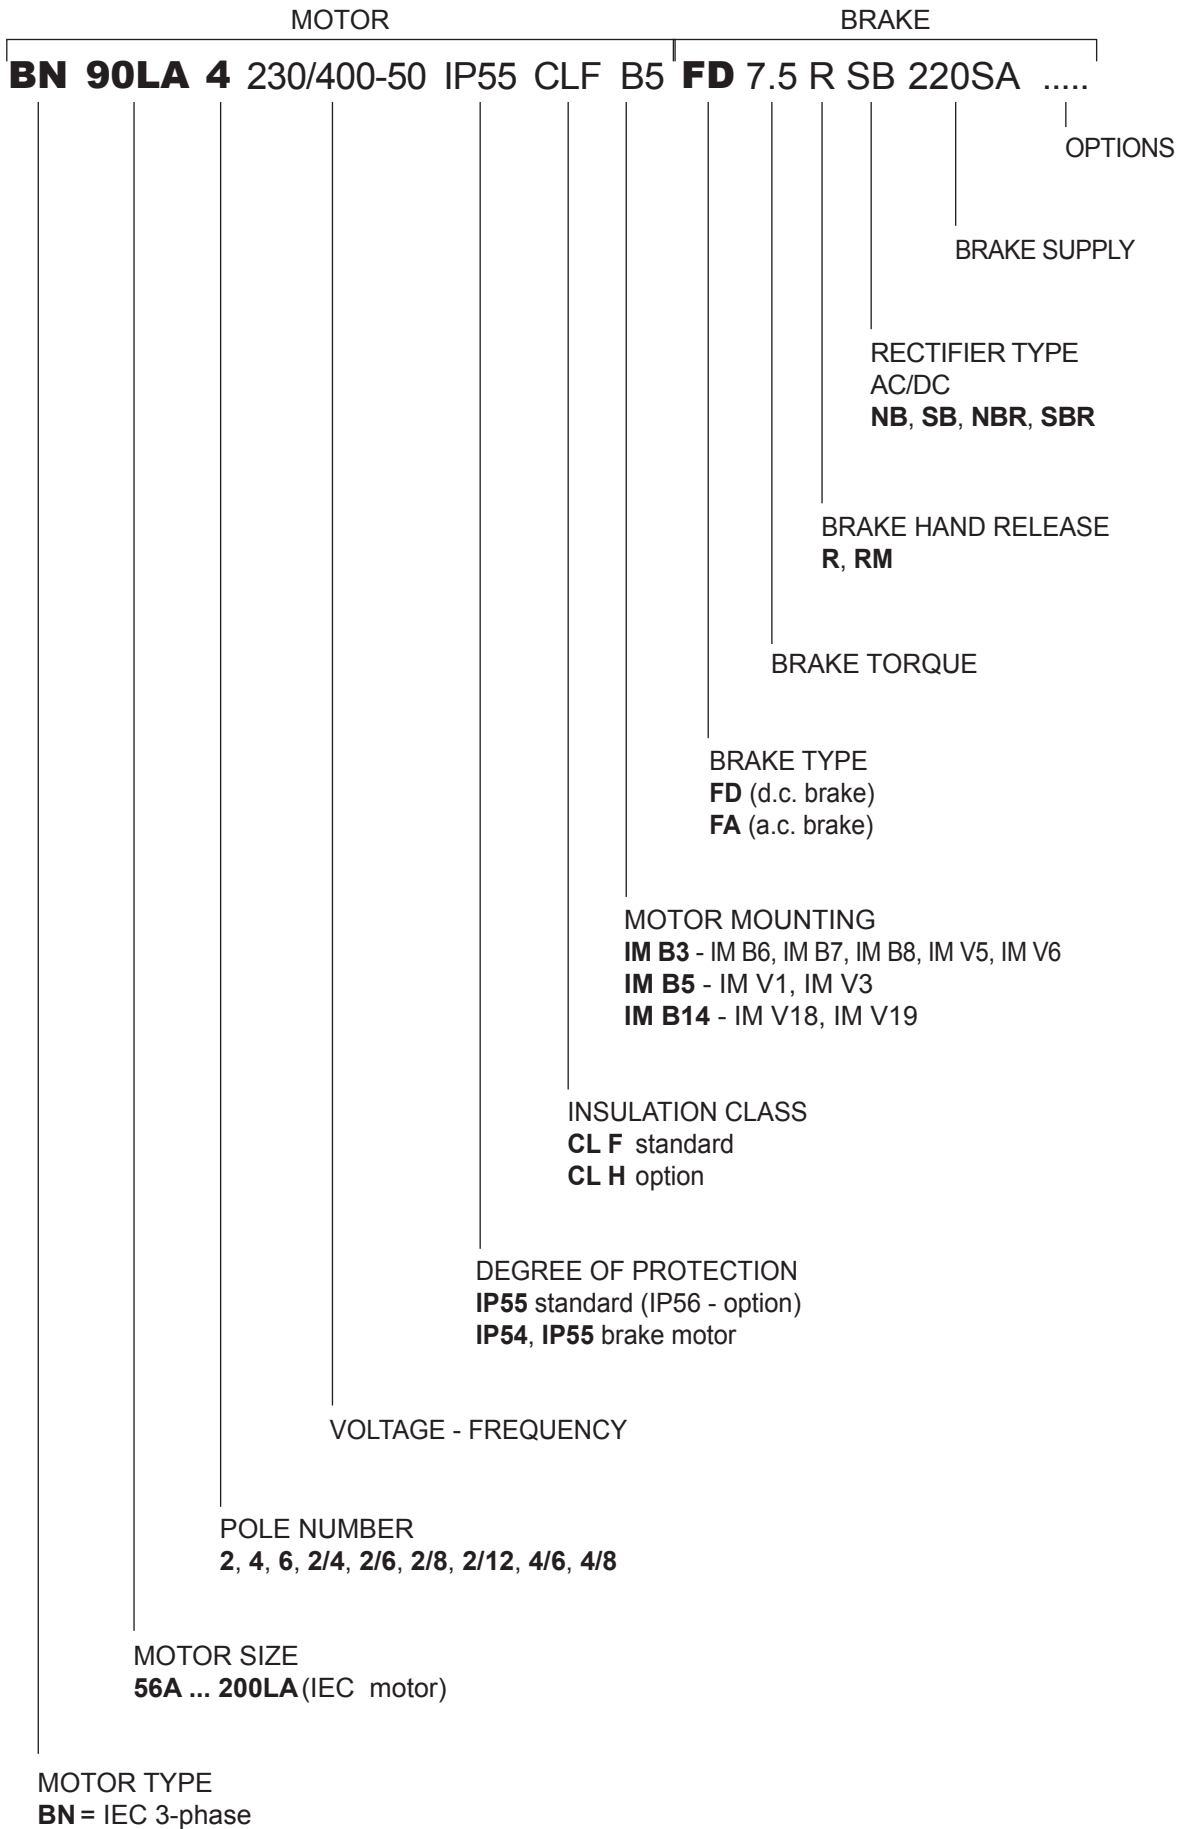 MOTOR BRAKE
BN 90LA 4 230/400-50 IP55 CLF B5 FD 7.5 R SB 220SA .....
OPTIONS
BRAKE SUPPLY
RECTIFIER TYPE
AC/DC
NB, SB, NBR, SBR
BRAKE HAND RELEASE
R, RM
BRAKE TORQUE
BRAKE TYPE
FD (d.c. brake)
FA (a.c. brake)
MOTOR MOUNTING
IM B3 - IM B6, IM B7, IM B8, IM V5, IM V6
IM B5 - IM V1, IM V3
IM B14 - IM V18, IM V19
INSULATION CLASS
CL F standard
CL H option
DEGREE OF PROTECTION
IP55 standard (IP56 - option)
IP54, IP55 brake motor
VOLTAGE - FREQUENCY
POLE NUMBER
2, 4, 6, 2/4, 2/6, 2/8, 2/12, 4/6, 4/8
MOTOR SIZE
56A ... 200LA (IEC motor)
MOTOR TYPE
BN = IEC 3-phase